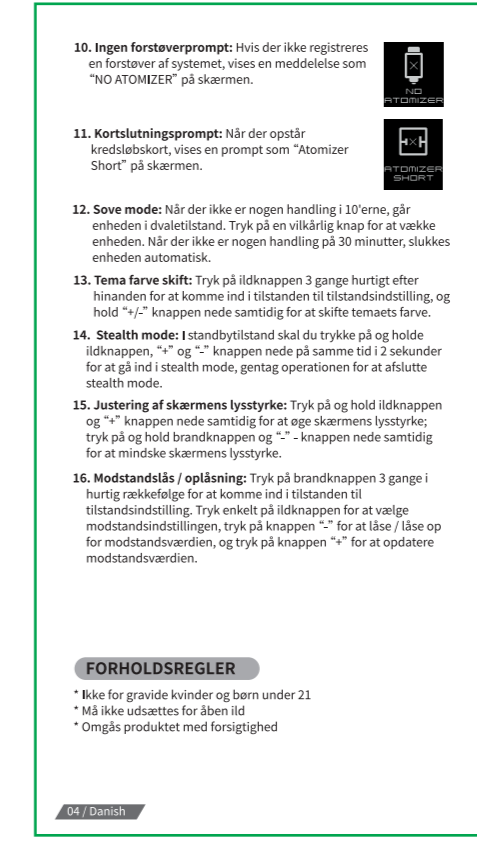 10. Ingen forstøverprompt: Hvis der ikke registreres
en forstøver af systemet, vises en meddelelse som
“NO ATOMIZER” på skærmen.
NO
ATOMIZER
11. Kortslutningsprompt: Når der opstår
kredsløbskort, vises en prompt som “Atomizer
Short” på skærmen.
ATOMIZER
SHORT
12. Sove mode: Når der ikke er nogen handling i 10'erne, går
enheden i dvaletilstand. Tryk på en vilkårlig knap for at vække
enheden. Når der ikke er nogen handling på 30 minutter, slukkes
enheden automatisk.
13. Tema farve skift: Tryk på ildknappen 3 gange hurtigt efter
hinanden for at komme ind i tilstanden til tilstandsindstilling, og
hold “+/-” knappen nede samtidig for at skifte temaets farve.
14. Stealth mode: I standbytilstand skal du trykke på og holde
ildknappen, “+” og “-” knappen nede på samme tid i 2 sekunder
for at gå ind i stealth mode, gentag operationen for at afslutte
stealth mode.
15. Justering af skærmens lysstyrke: Tryk på og hold ildknappen
og “+” knappen nede samtidig for at øge skærmens lysstyrke;
tryk på og hold brandknappen og “-” - knappen nede samtidig
for at mindske skærmens lysstyrke.
16. Modstandslås / oplåsning: Tryk på brandknappen 3 gange i
hurtig rækkefølge for at komme ind i tilstanden til
tilstandsindstilling. Tryk enkelt på ildknappen for at vælge
modstandsindstillingen, tryk på knappen “-” for at låse / låse op
for modstandsværdien, og tryk på knappen “+” for at opdatere
modstandsværdien.
FORHOLDSREGLER
* Ikke for gravide kvinder og børn under 21
* Må ikke udsættes for åben ild
* Omgås produktet med forsigtighed
04 / Danish